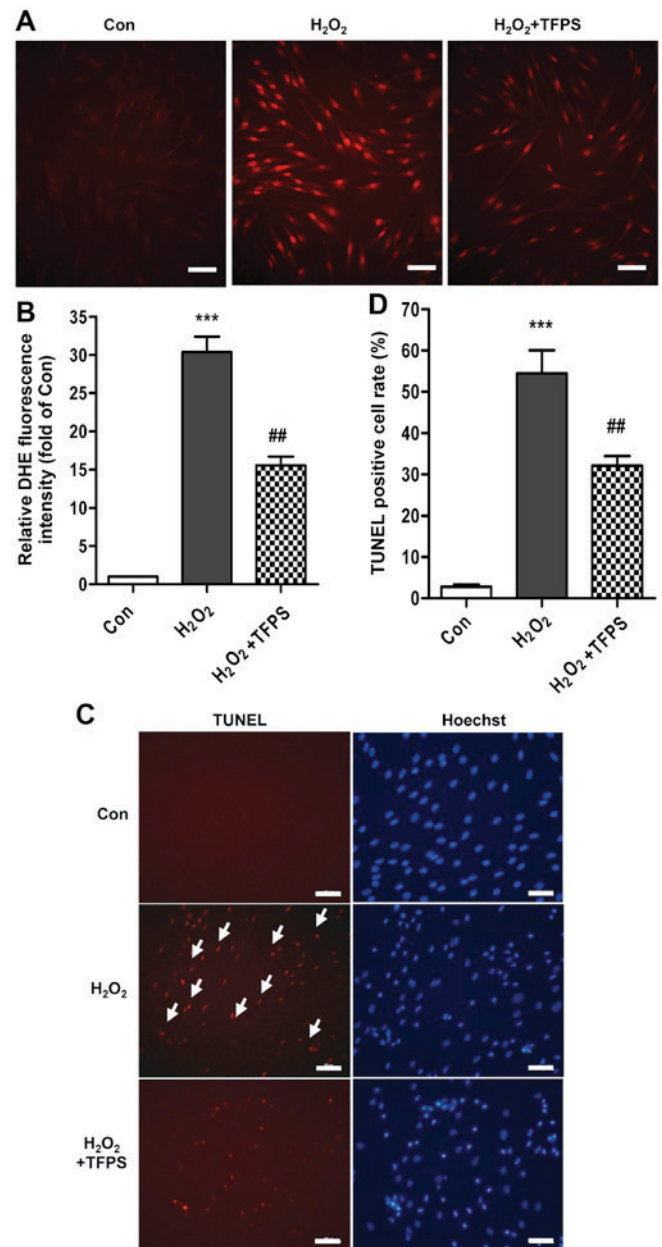 A
Con
H₂O₂
H₂O₂+TFPS
B
Relative DHE fluorescence
intensity (fold of Con)
35
30
25
20
15
10
5
0
***
##
Con
H₂O₂
H₂O₂+TFPS
D
TUNEL positive cell rate (%)
70
60
50
40
30
20
10
0
***
##
Con
H₂O₂
H₂O₂+TFPS
C
TUNEL
Hoechst
Con
H₂O₂
H₂O₂
+TFPS